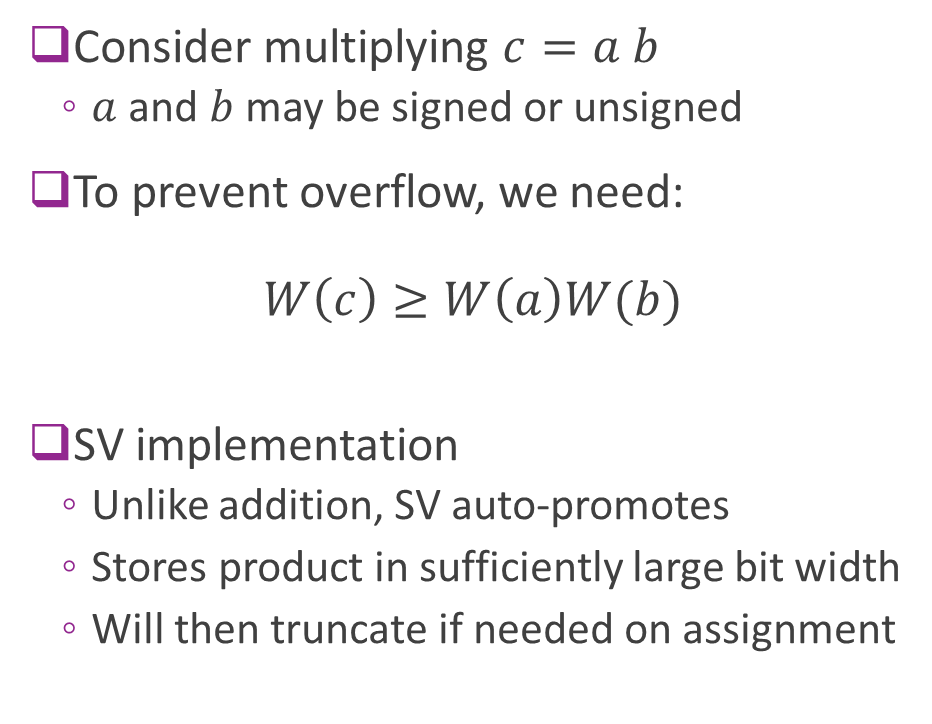 ❑Consider multiplying c = a b
◦ a and b may be signed or unsigned
❑To prevent overflow, we need:
W(c) ≥ W(a)W(b)
❑SV implementation
◦ Unlike addition, SV auto-promotes
◦ Stores product in sufficiently large bit width
◦ Will then truncate if needed on assignment